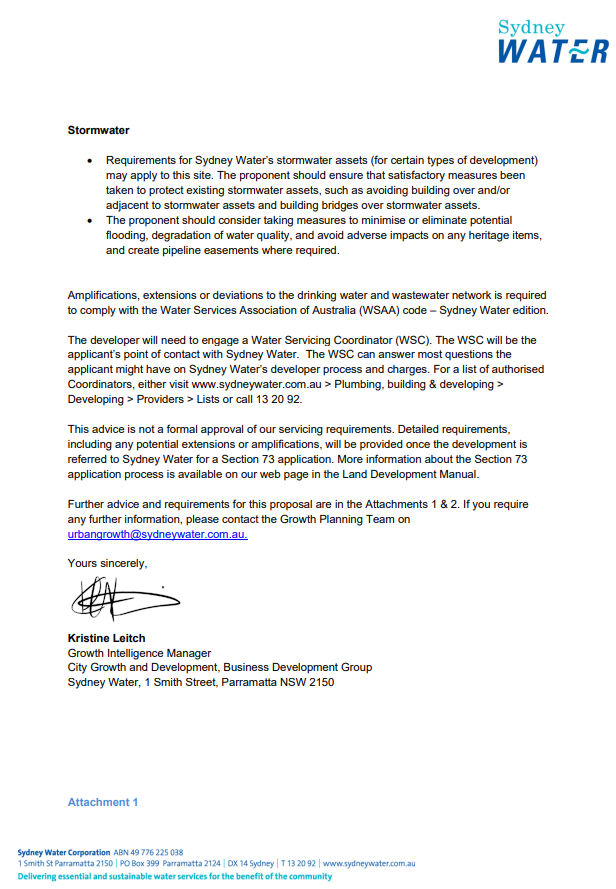 Sydney
WATER
Stormwater
• Requirements for Sydney Water's stormwater assets (for certain types of development)
may apply to this site. The proponent should ensure that satisfactory measures been
taken to protect existing stormwater assets, such as avoiding building over and/or
adjacent to stormwater assets and building bridges over stormwater assets.
• The proponent should consider taking measures to minimise or eliminate potential
flooding, degradation of water quality, and avoid adverse impacts on any heritage items,
and create pipeline easements where required.
Amplifications, extensions or deviations to the drinking water and wastewater network is required
to comply with the Water Services Association of Australia (WSAA) code – Sydney Water edition.
The developer will need to engage a Water Servicing Coordinator (WSC). The WSC will be the
applicant's point of contact with Sydney Water.  The WSC can answer most questions the
applicant might have on Sydney Water's developer process and charges. For a list of authorised
Coordinators, either visit www.sydneywater.com.au > Plumbing, building & developing >
Developing > Providers > Lists or call 13 20 92.
This advice is not a formal approval of our servicing requirements. Detailed requirements,
including any potential extensions or amplifications, will be provided once the development is
referred to Sydney Water for a Section 73 application. More information about the Section 73
application process is available on our web page in the Land Development Manual.
Further advice and requirements for this proposal are in the Attachments 1 & 2. If you require
any further information, please contact the Growth Planning Team on
urbangrowth@sydneywater.com.au.
Yours sincerely,
Kristine Leitch
Growth Intelligence Manager
City Growth and Development, Business Development Group
Sydney Water, 1 Smith Street, Parramatta NSW 2150
Attachment 1
Sydney Water Corporation ABN 49 776 225 038
1 Smith St Parramatta 2150 | PO Box 399 Parramatta 2124 | DX 14 Sydney | T 13 20 92 | www.sydneywater.com.au
Delivering essential and sustainable water services for the benefit of the community